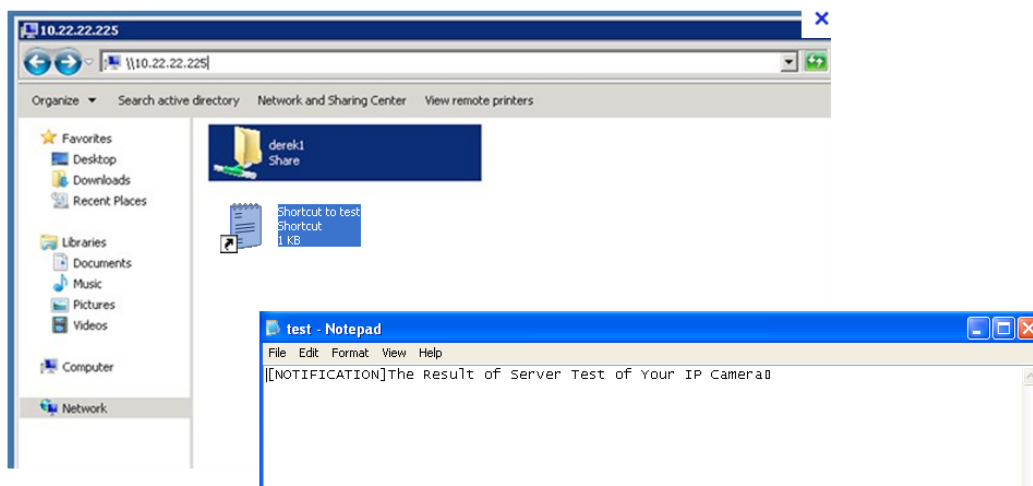 10.22.22.225
\\10.22.22.225
Organize Search active directory Network and Sharing Center View remote printers
Favorites
Desktop
Downloads
Recent Places
Libraries
Documents
Music
Pictures
Videos
Computer
Network
derek1
Share
Shortcut to test
Shortcut
1 KB
test - Notepad
File Edit Format View Help
[NOTIFICATION]The Result of Server Test of Your IP Camera▯